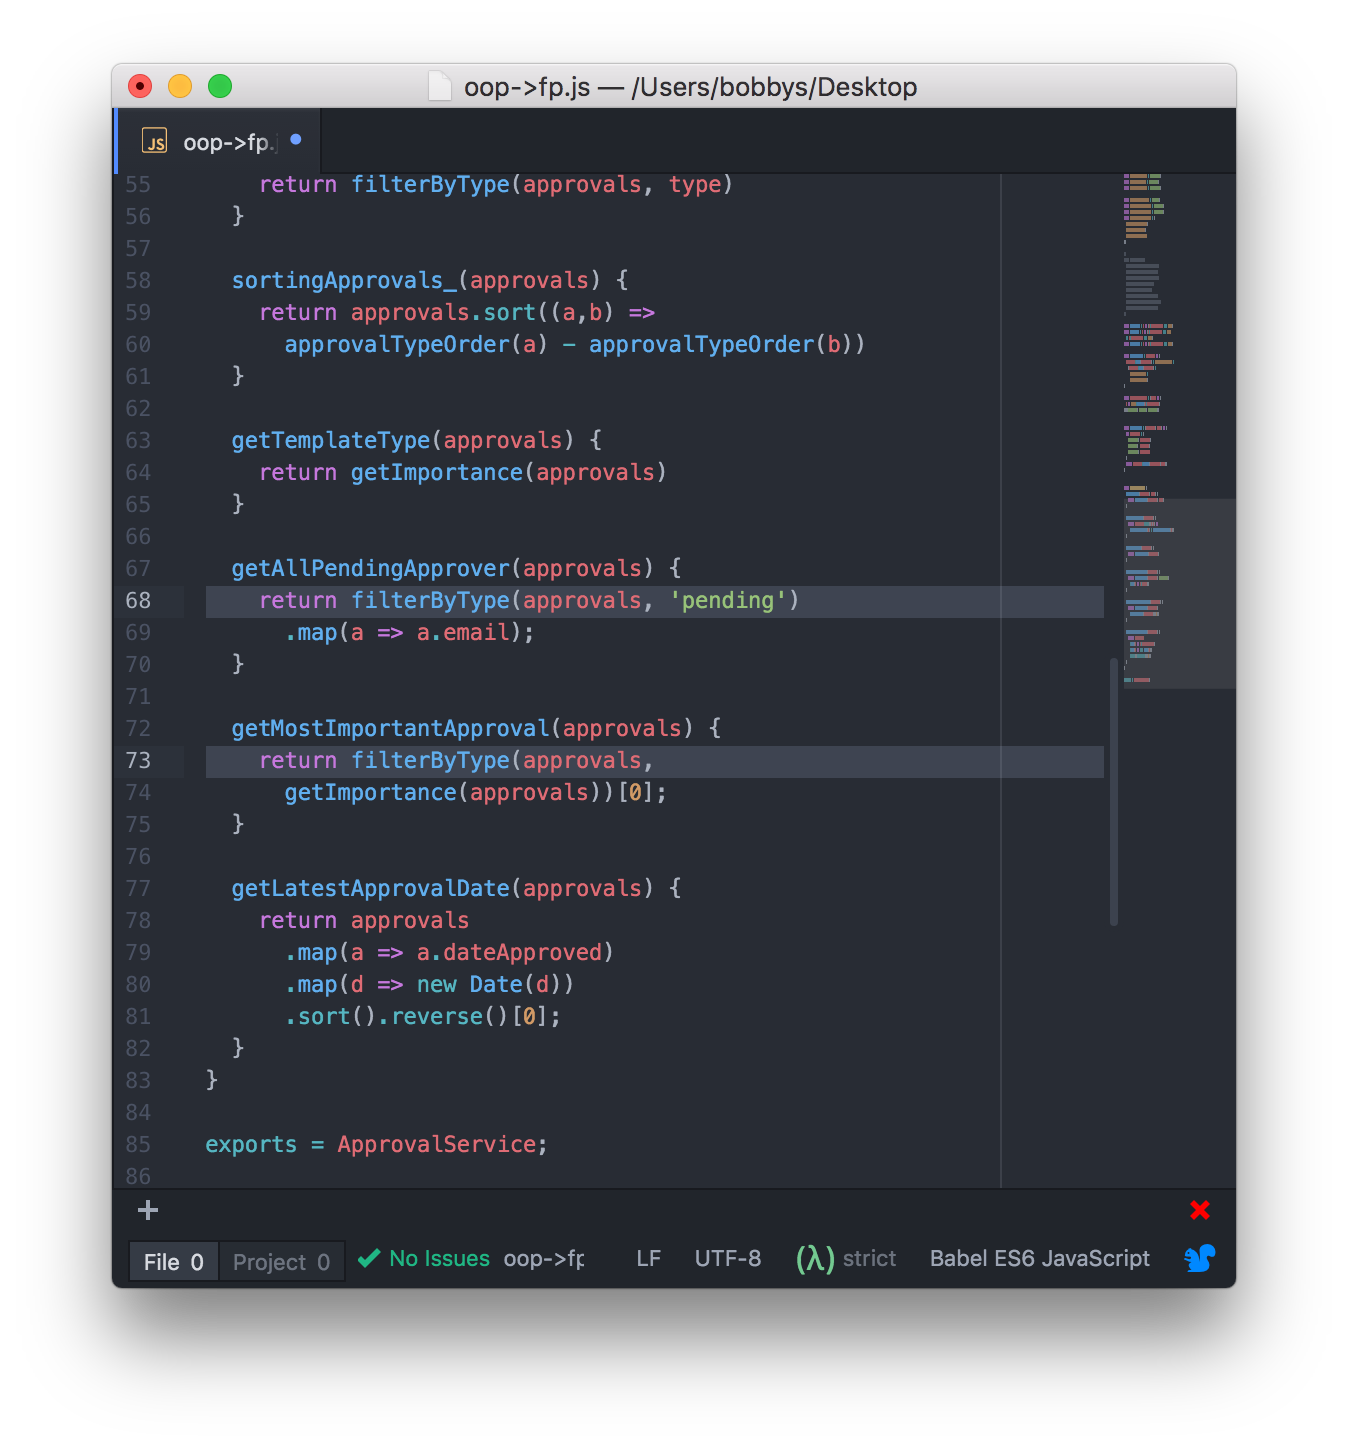 oop->fp.js — /Users/bobbys/Desktop
JS oop->fp.j
55 return filterByType(approvals, type)
56 }
57
58 sortingApprovals_(approvals) {
59 return approvals.sort((a,b) =>
60 approvalTypeOrder(a) - approvalTypeOrder(b))
61 }
62
63 getTemplateType(approvals) {
64 return getImportance(approvals)
65 }
66
67 getAllPendingApprover(approvals) {
68 return filterByType(approvals, 'pending')
69 .map(a => a.email);
70 }
71
72 getMostImportantApproval(approvals) {
73 return filterByType(approvals,
74 getImportance(approvals))[0];
75 }
76
77 getLatestApprovalDate(approvals) {
78 return approvals
79 .map(a => a.dateApproved)
80 .map(d => new Date(d))
81 .sort().reverse()[0];
82 }
83 }
84
85 exports = ApprovalService;
86
File 0 Project 0 No Issues oop->fp LF UTF-8 (λ) strict Babel ES6 JavaScript